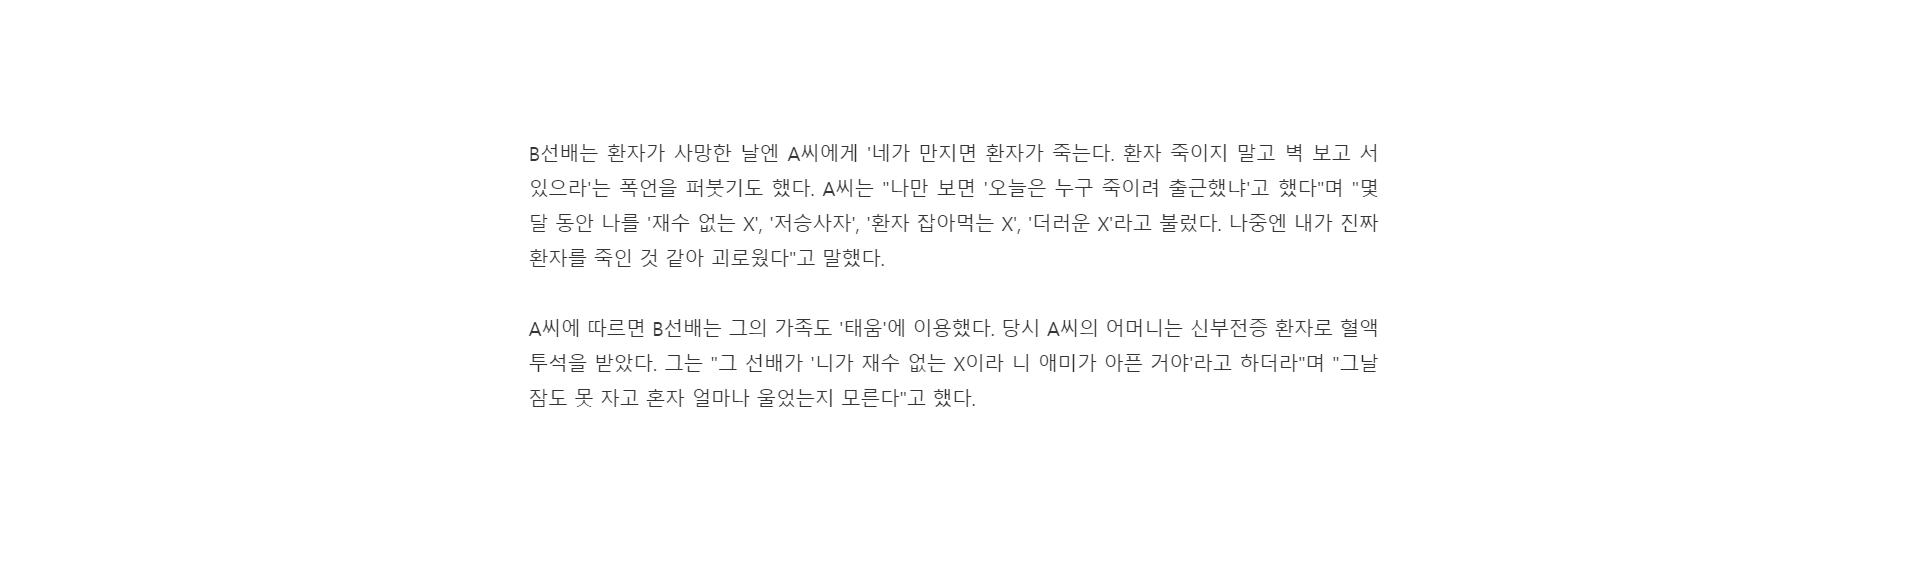 B선배는 환자가 사망한 날엔 A씨에게 '네가 만지면 환자가 죽는다. 환자 죽이지 말고 벽 보고 서
있으라'는 폭언을 퍼붓기도 했다. A씨는 "나만 보면 '오늘은 누구 죽이려 출근했냐'고 했다"며 "몇
달 동안 나를 '재수 없는 X', '저승사자', '환자 잡아먹는 X', '더러운 X'라고 불렀다. 나중엔 내가 진짜
환자를 죽인 것 같아 괴로웠다"고 말했다.
A씨에 따르면 B선배는 그의 가족도 '태움'에 이용했다. 당시 A씨의 어머니는 신부전증 환자로 혈액
투석을 받았다. 그는 "그 선배가 '니가 재수 없는 X이라 니 애미가 아픈 거야'라고 하더라"며 "그날
잠도 못 자고 혼자 얼마나 울었는지 모른다"고 했다.